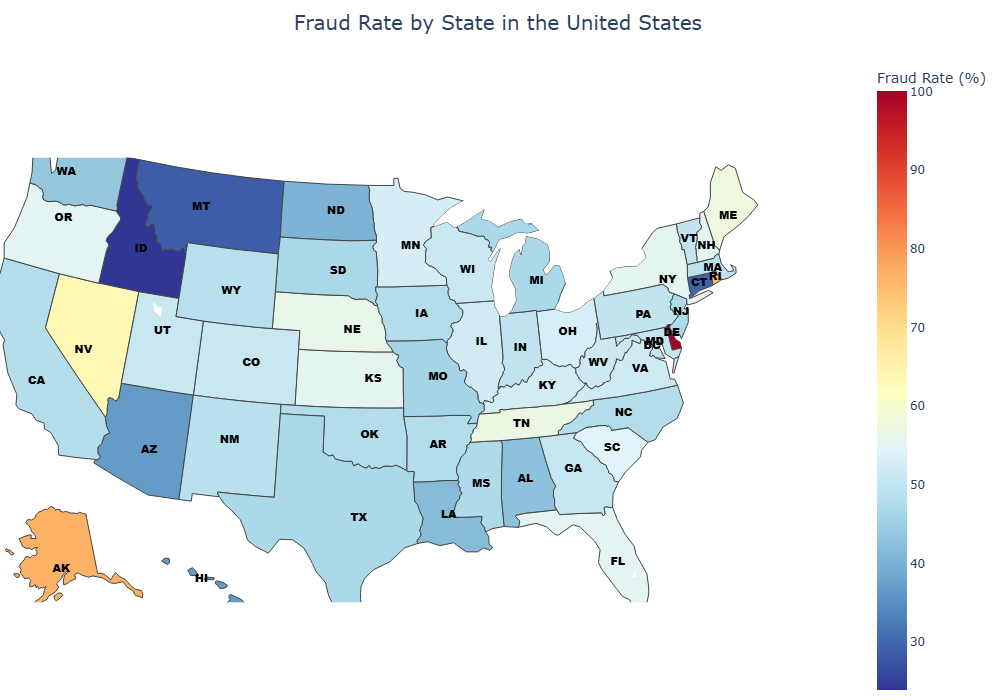 Fraud Rate by State in the United States
Fraud Rate (%)
100
90
80
70
60
50
40
30
WA
OR
CA
NV
ID
MT
WY
UT
CO
AZ
NM
ND
SD
NE
KS
OK
TX
MN
IA
MO
AR
LA
WI
IL
MI
IN
OH
KY
TN
MS
AL
GA
FL
SC
NC
VA
WV
PA
NY
VT
NH
ME
MA
RI
CT
NJ
DE
MD
DC
AK
HI